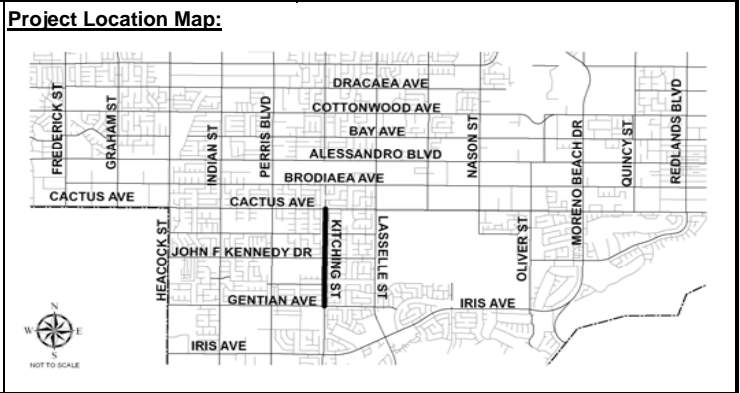 Project Location Map:
DRACAEA AVE
COTTONWOOD AVE
BAY AVE
ALESSANDRO BLVD
BRODIAEA AVE
FREDERICK ST
GRAHAM ST
INDIAN ST
PERRIS BLVD
NASON ST
MORENO BEACH DR
QUINCY ST
REDLANDS BLVD
CACTUS AVE
CACTUS AVE
HEACOCK ST
JOHN F KENNEDY DR
KITCHING ST
LASSELLE ST
OLIVER ST
GENTIAN AVE
IRIS AVE
IRIS AVE
N
W
E
S
NOT TO SCALE